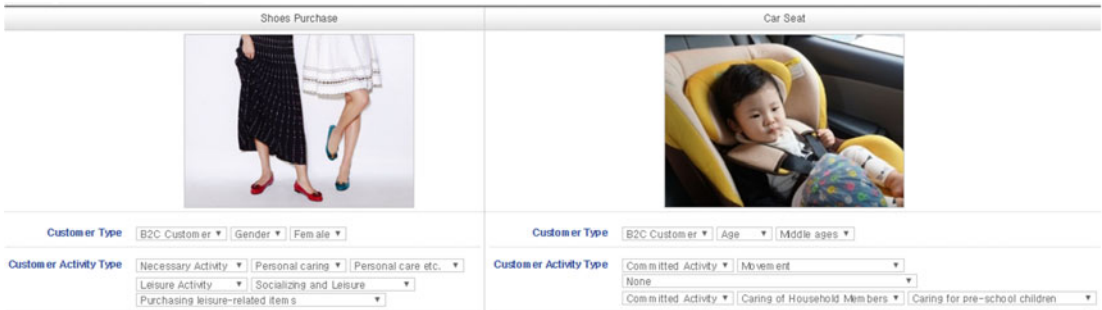 Shoes Purchase
Car Seat
Customer Type B2C Customer Gender Female
Customer Type B2C Customer Age Middle ages
Customer Activity Type Necessary Activity Personal caring Personal care etc.
Leisure Activity Socializing and Leisure
Purchasing leisure-related items
Customer Activity Type Committed Activity Movement
None
Committed Activity Caring of Household Members Caring for pre-school children